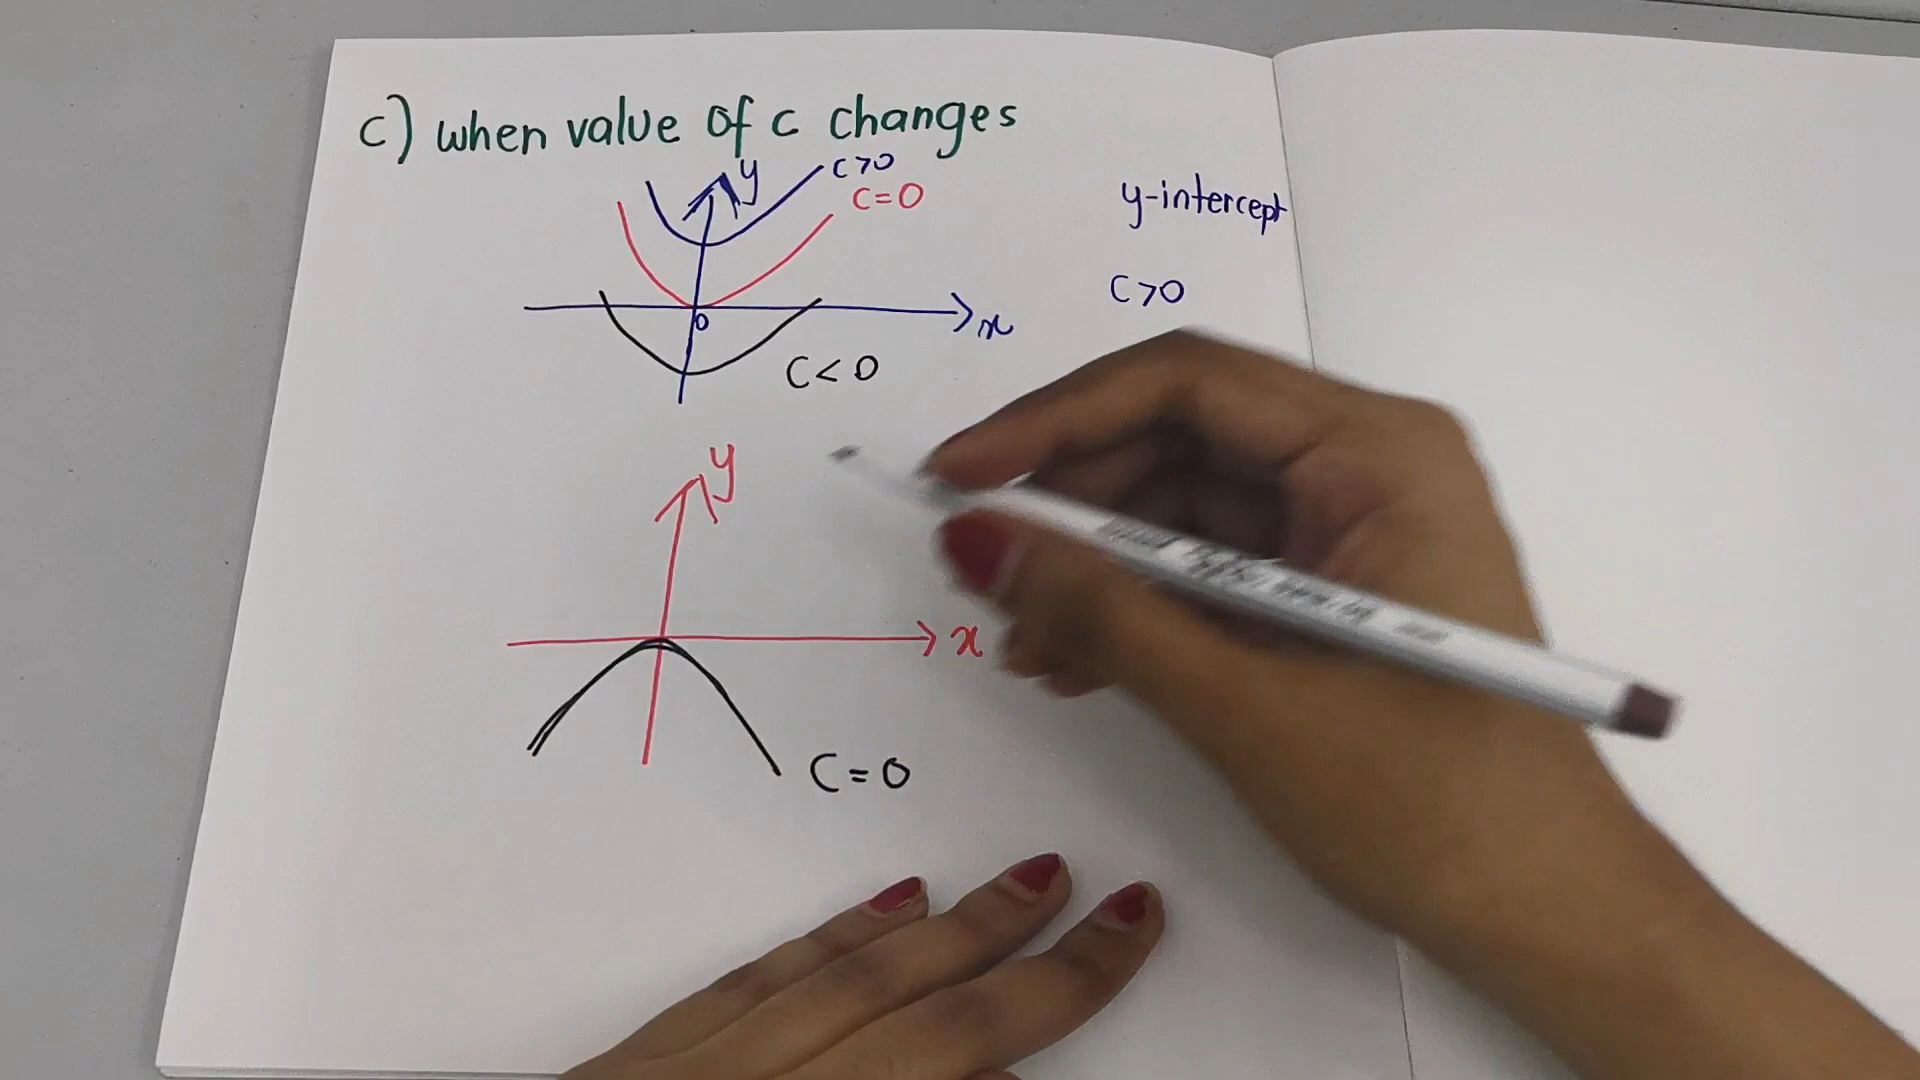 c) when value of c changes
y
c>0
c=0
y-intercept
c>0
0
x
c<0
y
x
c=0